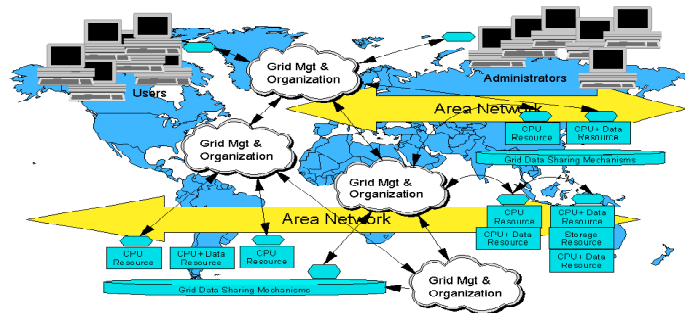 Grid Mgt &
Organization
Users
Administrators
Area Network
CPU
Resource
CPU+ Data
Resource
Grid Data Sharing Mechanisms
Grid Mgt &
Organization
Grid Mgt &
Organization
Area Network
CPU
Resource
CPU+ Data
Resource
CPU+ Data
Resource
Storage
Resource
CPU+ Data
Resource
CPU
Resource
CPU+Data
Resource
CPU
Resource
Grid Data Sharing Mechanisms
Grid Mgt &
Organization